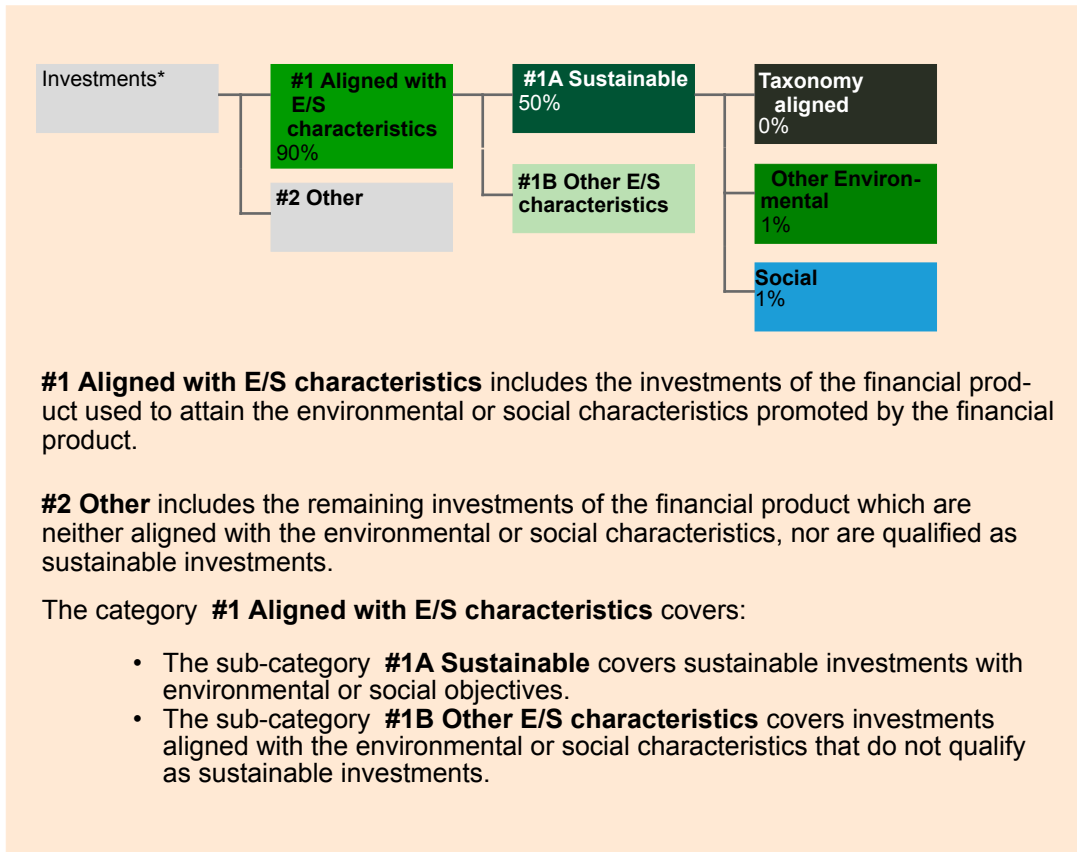 Investments*
#1 Aligned with
E/S
characteristics
90%
#2 Other
#1A Sustainable
50%
#1B Other E/S
characteristics
Taxonomy
aligned
0%
Other Environ-
mental
1%
Social
1%
#1 Aligned with E/S characteristics includes the investments of the financial prod-
uct used to attain the environmental or social characteristics promoted by the financial
product.
#2 Other includes the remaining investments of the financial product which are
neither aligned with the environmental or social characteristics, nor are qualified as
sustainable investments.
The category #1 Aligned with E/S characteristics covers:
• The sub-category #1A Sustainable covers sustainable investments with
environmental or social objectives.
• The sub-category #1B Other E/S characteristics covers investments
aligned with the environmental or social characteristics that do not qualify
as sustainable investments.